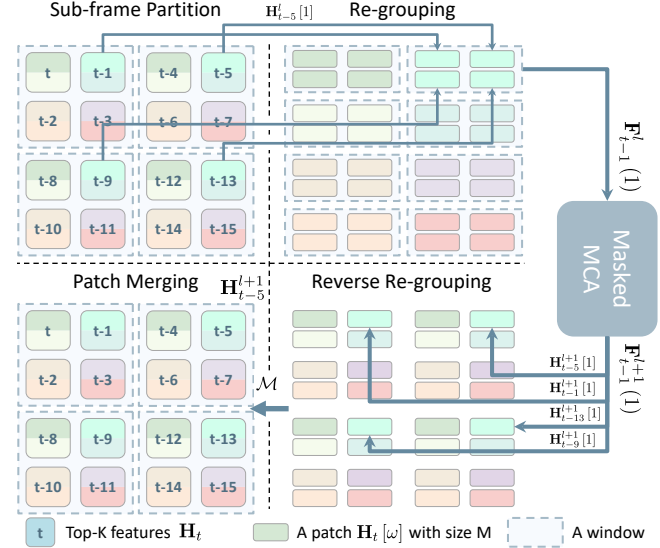 Sub-frame Partition
H^l_{t-5}[1]
Re-grouping
t t-1 t-4 t-5
t-2 t-3 t-6 t-7
t-8 t-9 t-12 t-13
t-10 t-11 t-14 t-15
F^l_{t-1}(1)
Masked
MCA
Patch Merging
H^{l+1}_{t-5}
Reverse Re-grouping
F^{l+1}_{t-1}(1)
t t-1 t-4 t-5
t-2 t-3 t-6 t-7
t-8 t-9 t-12 t-13
t-10 t-11 t-14 t-15
M
H^{l+1}_{t-5}[1]
H^{l+1}_{t-1}[1]
H^{l+1}_{t-13}[1]
H^{l+1}_{t-9}[1]
t Top-K features H_t
A patch H_t[ω] with size M
A window